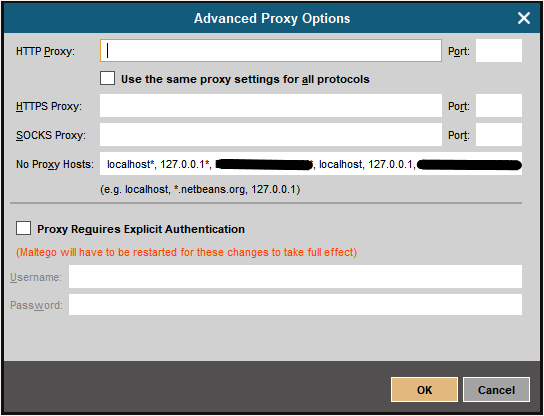 Advanced Proxy Options
HTTP Proxy: Port:
Use the same proxy settings for all protocols
HTTPS Proxy: Port:
SOCKS Proxy: Port:
No Proxy Hosts: localhost*, 127.0.0.1*, , localhost, 127.0.0.1,
(e.g. localhost, *.netbeans.org, 127.0.0.1)
Proxy Requires Explicit Authentication
(Maltego will have to be restarted for these changes to take full effect)
Username:
Password:
OK Cancel